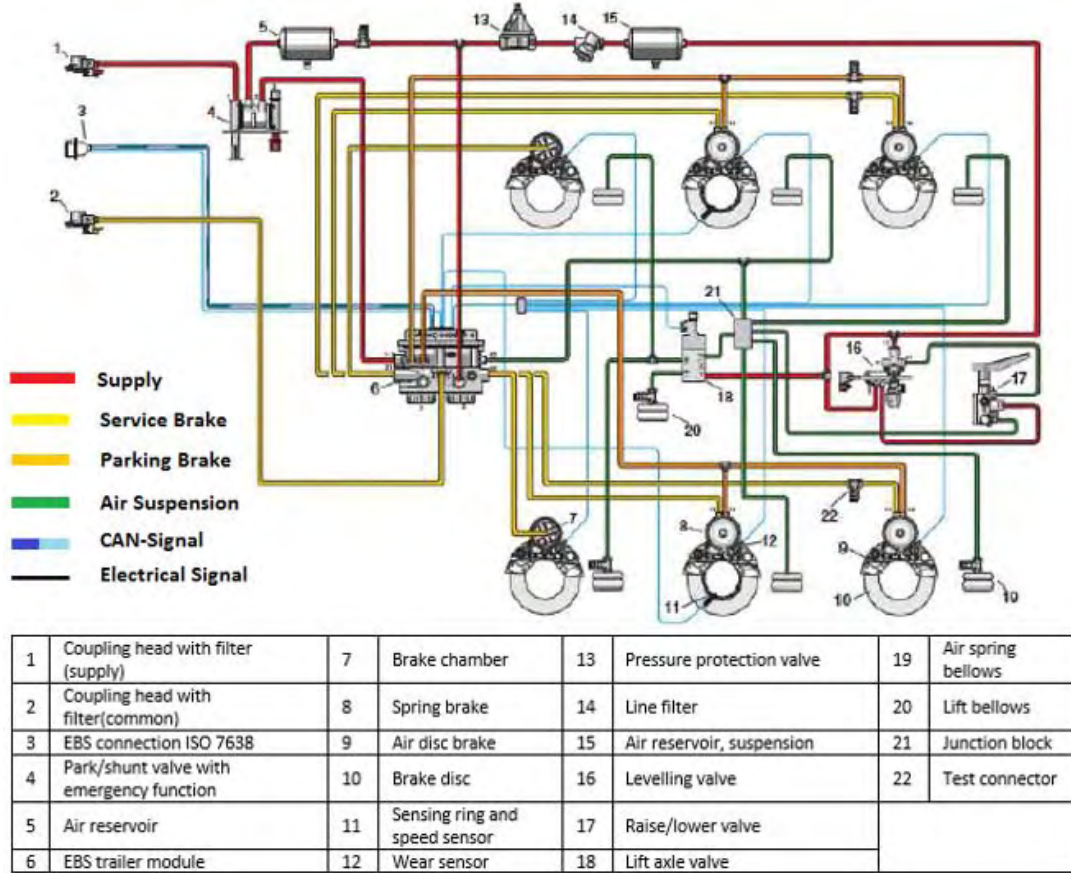 13
14
15
5
1
3
4
2
21
16
6
18
17
20
Supply
Service Brake
Parking Brake
Air Suspension
CAN-Signal
Electrical Signal
7
8
12
22
9
11
10
19
1 Coupling head with filter (supply) 7 Brake chamber 13 Pressure protection valve 19 Air spring bellows
2 Coupling head with filter(common) 8 Spring brake 14 Line filter 20 Lift bellows
3 EBS connection ISO 7638 9 Air disc brake 15 Air reservoir, suspension 21 Junction block
4 Park/shunt valve with emergency function 10 Brake disc 16 Levelling valve 22 Test connector
5 Air reservoir 11 Sensing ring and speed sensor 17 Raise/lower valve
6 EBS trailer module 12 Wear sensor 18 Lift axle valve